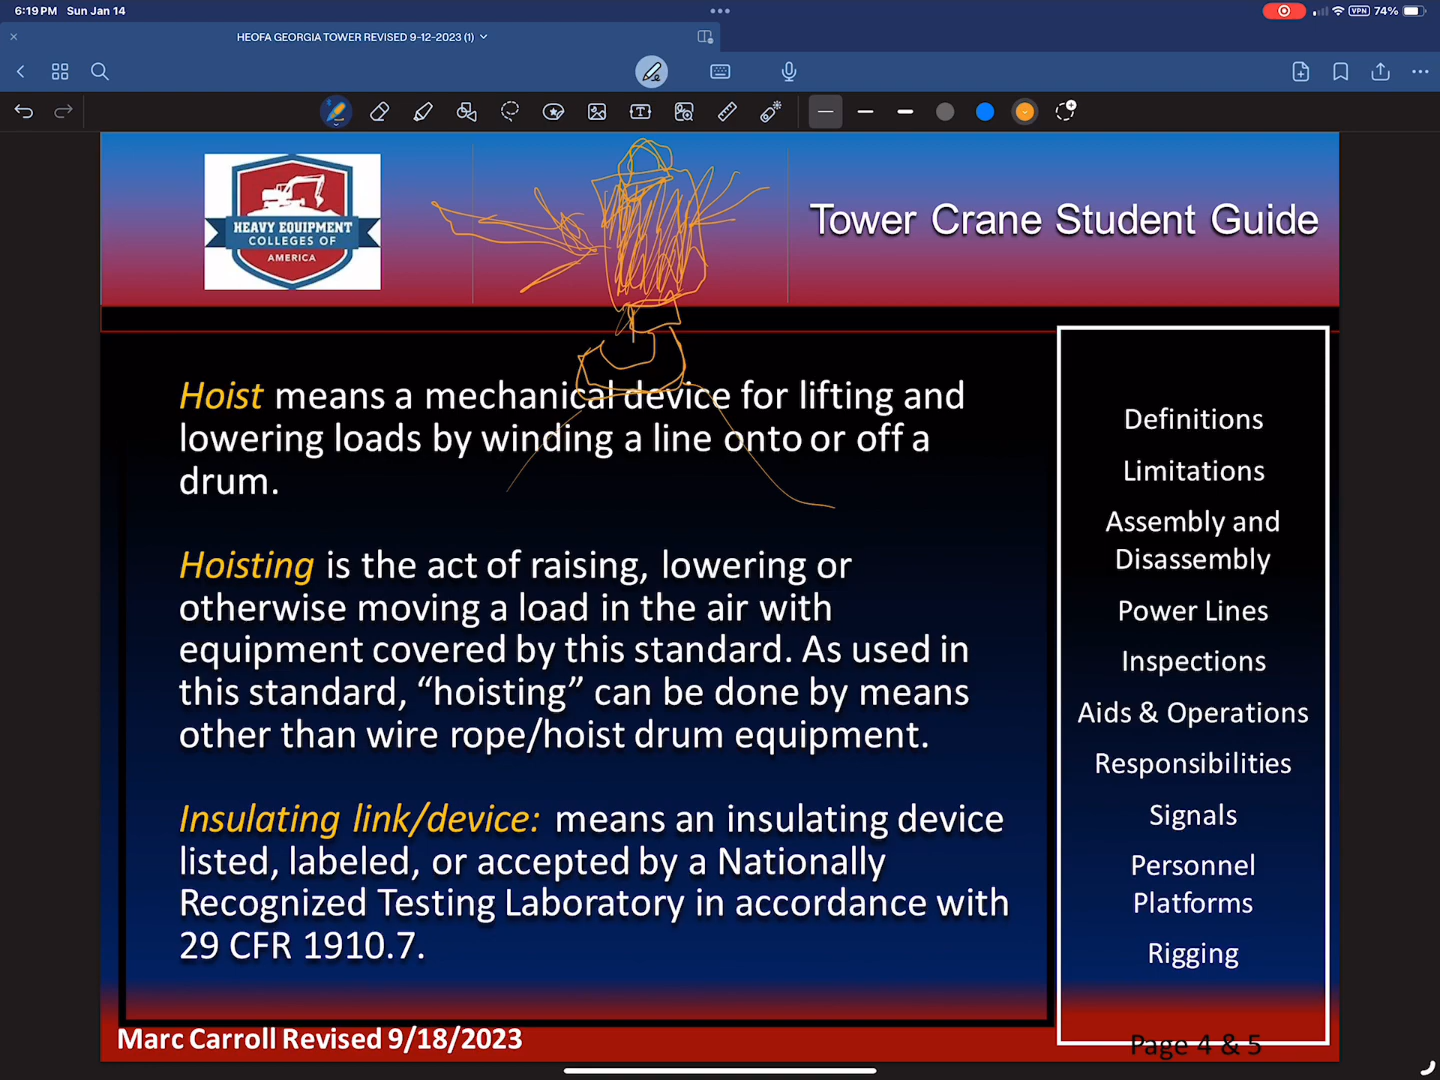 6:19 PM Sun Jan 14
VPN 74%
HEOFA GEORGIA TOWER REVISED 9-12-2023 (1)
HEAVY EQUIPMENT
COLLEGES OF
AMERICA
Tower Crane Student Guide
Hoist means a mechanical device for lifting and
lowering loads by winding a line onto or off a
drum.
Hoisting is the act of raising, lowering or
otherwise moving a load in the air with
equipment covered by this standard. As used in
this standard, “hoisting” can be done by means
other than wire rope/hoist drum equipment.
Insulating link/device: means an insulating device
listed, labeled, or accepted by a Nationally
Recognized Testing Laboratory in accordance with
29 CFR 1910.7.
Definitions
Limitations
Assembly and
Disassembly
Power Lines
Inspections
Aids & Operations
Responsibilities
Signals
Personnel
Platforms
Rigging
Marc Carroll Revised 9/18/2023
Page 4 & 5